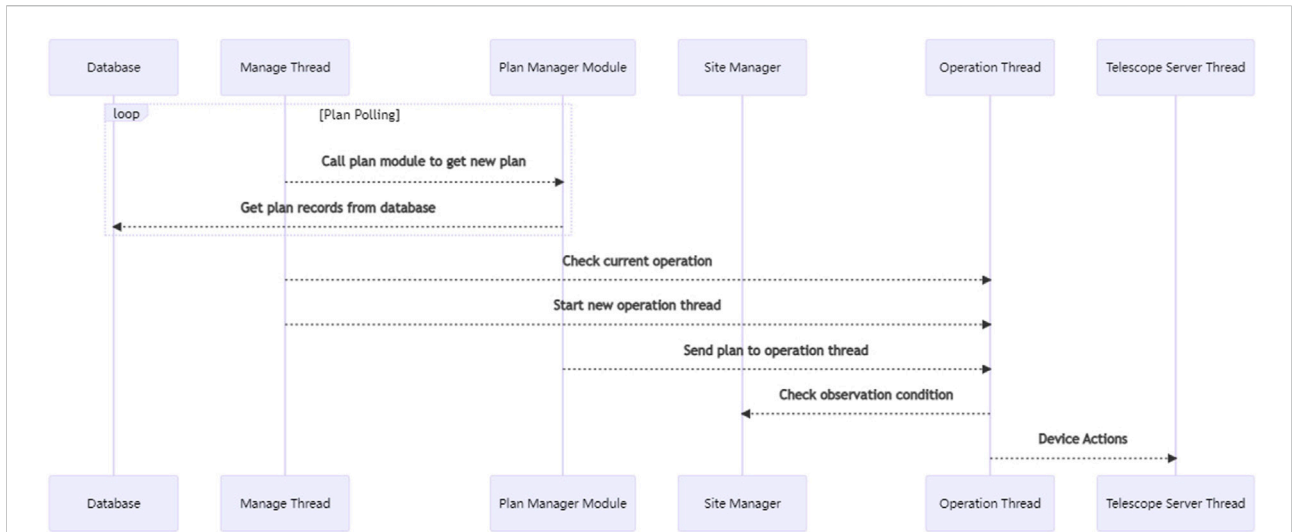 Database
Manage Thread
Plan Manager Module
Site Manager
Operation Thread
Telescope Server Thread
loop
[Plan Polling]
Call plan module to get new plan
Get plan records from database
Check current operation
Start new operation thread
Send plan to operation thread
Check observation condition
Device Actions
Database
Manage Thread
Plan Manager Module
Site Manager
Operation Thread
Telescope Server Thread